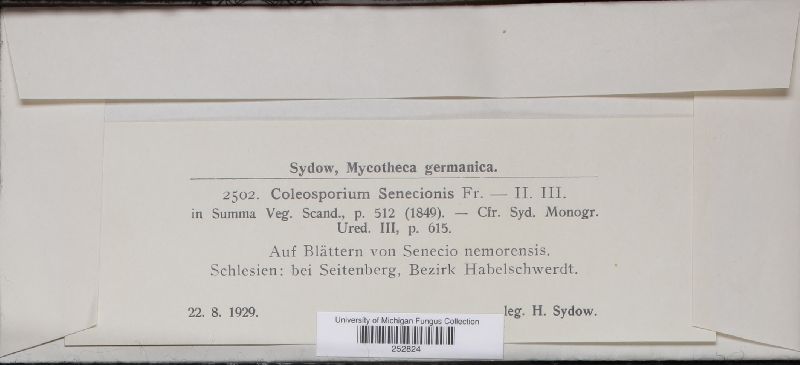 Sydow, Mycotheca germanica.
2502. Coleosporium Senecionis Fr. — II. III.
in Summa Veg. Scand., p. 512 (1849). — Cfr. Syd. Monogr.
Ured. III, p. 615.
Auf Blättern von Senecio nemorensis.
Schlesien: bei Seitenberg, Bezirk Habelschwerdt.
22. 8. 1929. leg. H. Sydow.
University of Michigan Fungus Collection
252824